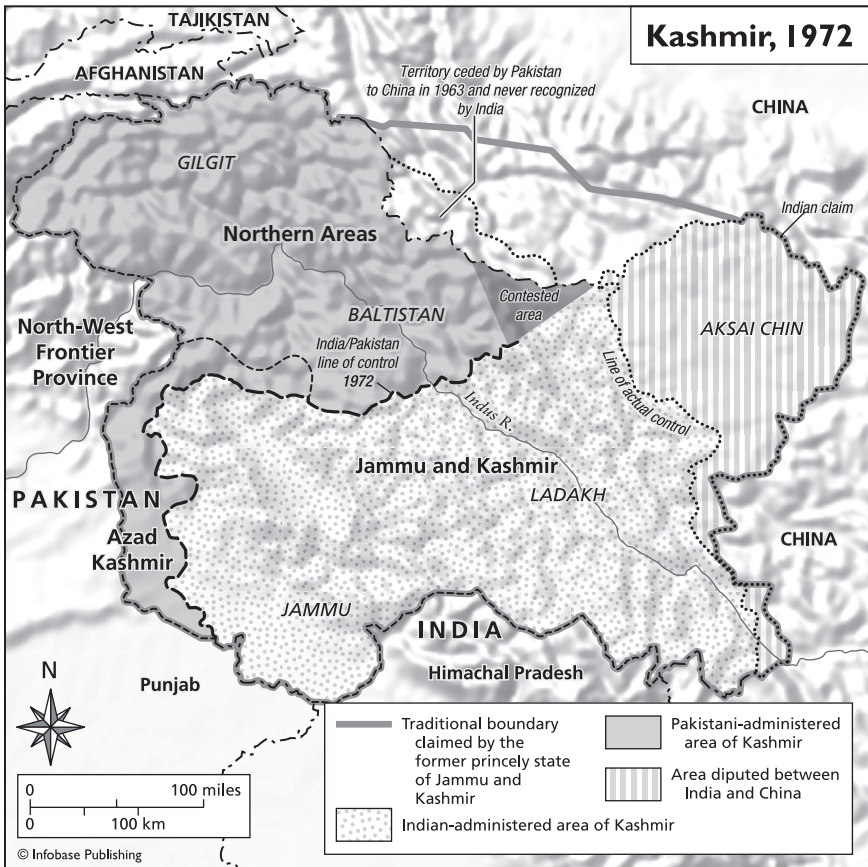 Kashmir, 1972
TAJIKISTAN
AFGHANISTAN
Territory ceded by Pakistan
to China in 1963 and never recognized
by India
CHINA
GILGIT
Indian claim
Northern Areas
Contested
area
BALTISTAN
AKSAI CHIN
North-West
Frontier
Province
India/Pakistan
line of control
1972
Line of actual control
Indus R.
Jammu and Kashmir
LADAKH
PAKISTAN
Azad
Kashmir
CHINA
JAMMU
INDIA
Himachal Pradesh
Punjab
N
0 100 miles
0 100 km
Traditional boundary
claimed by the
former princely state
of Jammu and
Kashmir
Indian-administered area of Kashmir
Pakistani-administered
area of Kashmir
Area diputed between
India and China
© Infobase Publishing